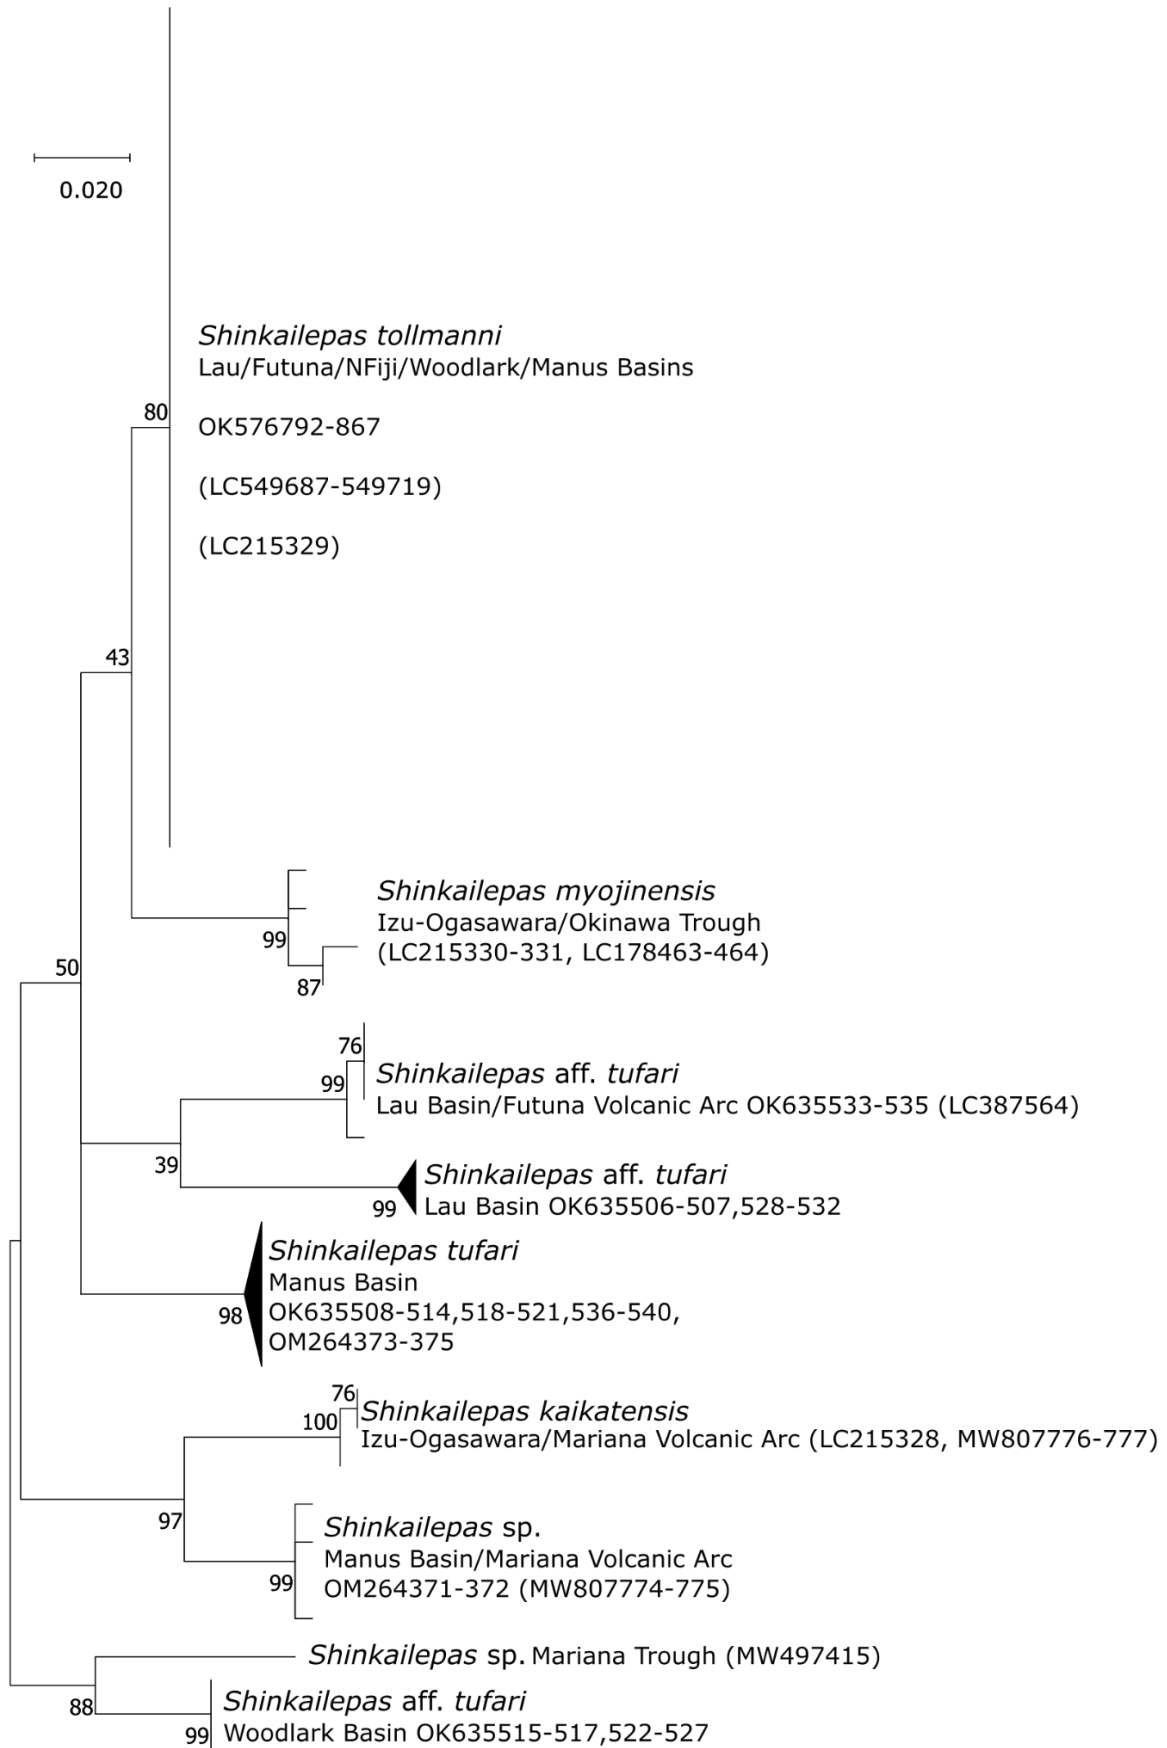 0.020
Shinkailepas tollmanni
Lau/Futuna/NFiji/Woodlark/Manus Basins
80
OK576792-867
(LC549687-549719)
(LC215329)
43
Shinkailepas myojinensis
Izu-Ogasawara/Okinawa Trough
99
(LC215330-331, LC178463-464)
50
87
76
Shinkailepas aff. tufari
99
Lau Basin/Futuna Volcanic Arc OK635533-535 (LC387564)
39
Shinkailepas aff. tufari
99
Lau Basin OK635506-507,528-532
Shinkailepas tufari
Manus Basin
98
OK635508-514,518-521,536-540,
OM264373-375
76
Shinkailepas kaikatensis
100
Izu-Ogasawara/Mariana Volcanic Arc (LC215328, MW807776-777)
97
Shinkailepas sp.
Manus Basin/Mariana Volcanic Arc
99
OM264371-372 (MW807774-775)
Shinkailepas sp. Mariana Trough (MW497415)
88
Shinkailepas aff. tufari
99
Woodlark Basin OK635515-517,522-527